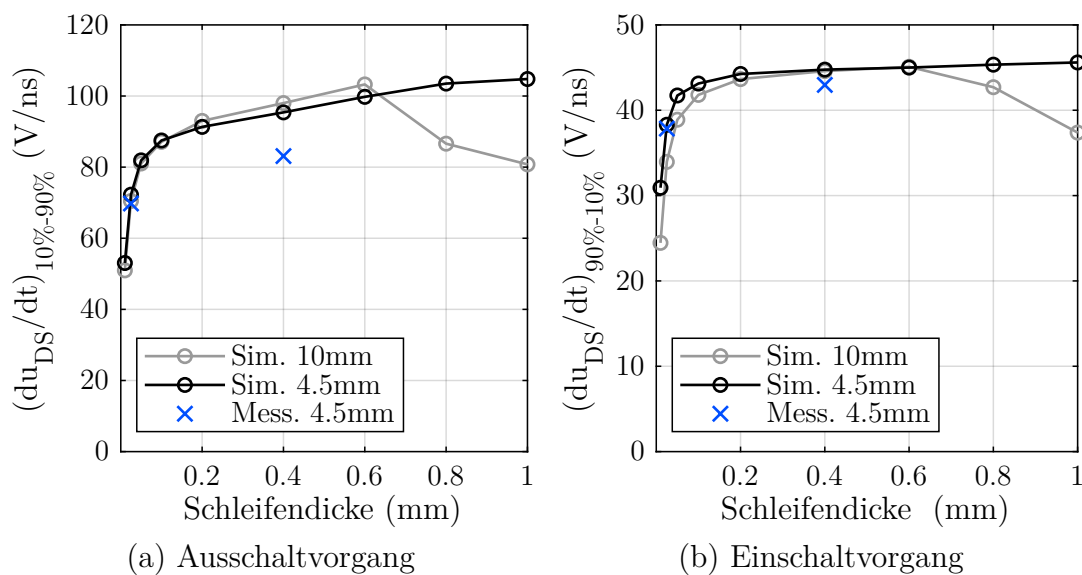 120
100
80
60
40
20
0
(du_DS/dt)_10%-90% (V/ns)
Sim. 10mm
Sim. 4.5mm
Mess. 4.5mm
0.2 0.4 0.6 0.8 1
Schleifendicke (mm)
(a) Ausschaltvorgang
50
40
30
20
10
0
(du_DS/dt)_90%-10% (V/ns)
Sim. 10mm
Sim. 4.5mm
Mess. 4.5mm
0.2 0.4 0.6 0.8 1
Schleifendicke (mm)
(b) Einschaltvorgang